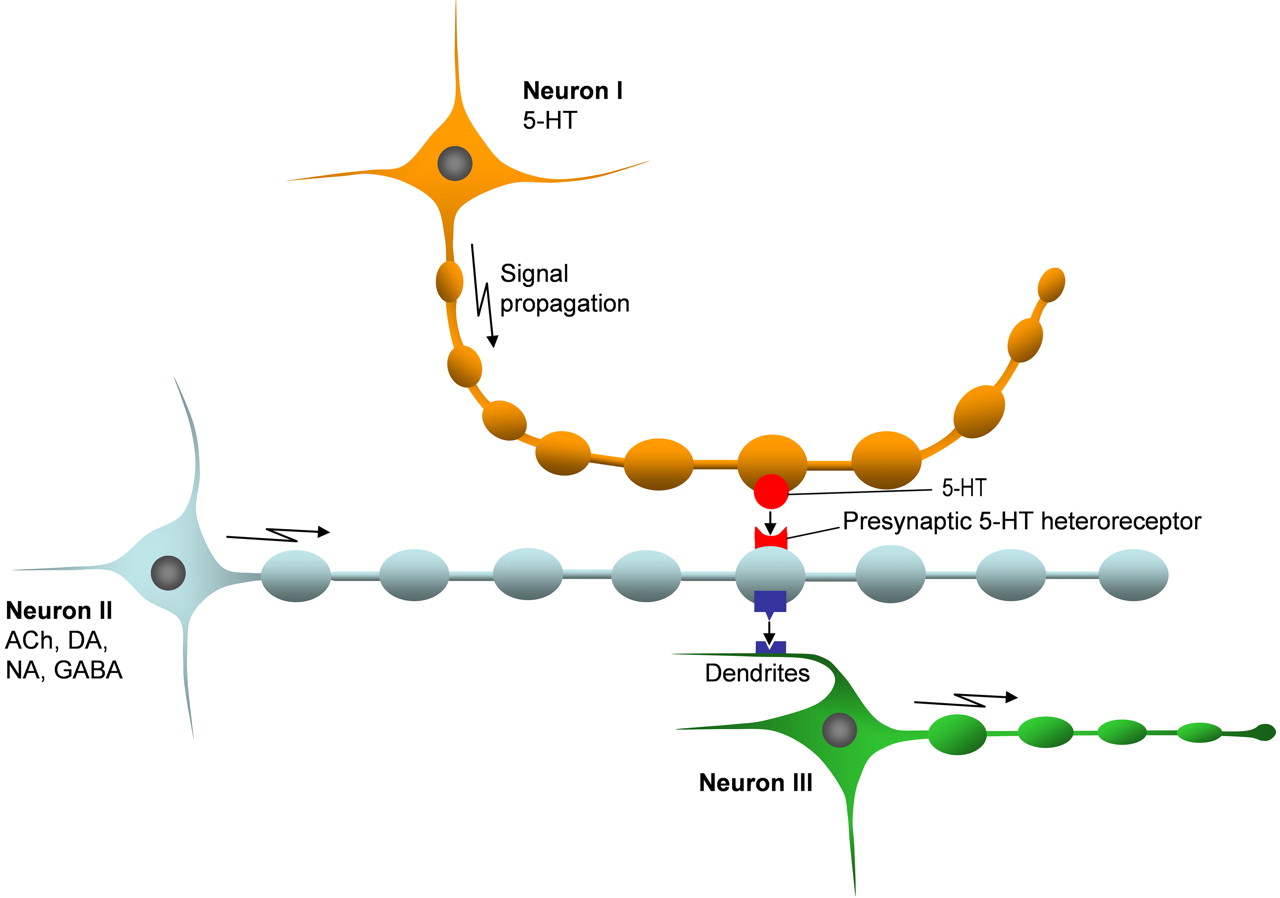 Neuron I
5-HT
Signal
propagation
5-HT
Presynaptic 5-HT heteroreceptor
Neuron II
ACh, DA,
NA, GABA
Dendrites
Neuron III